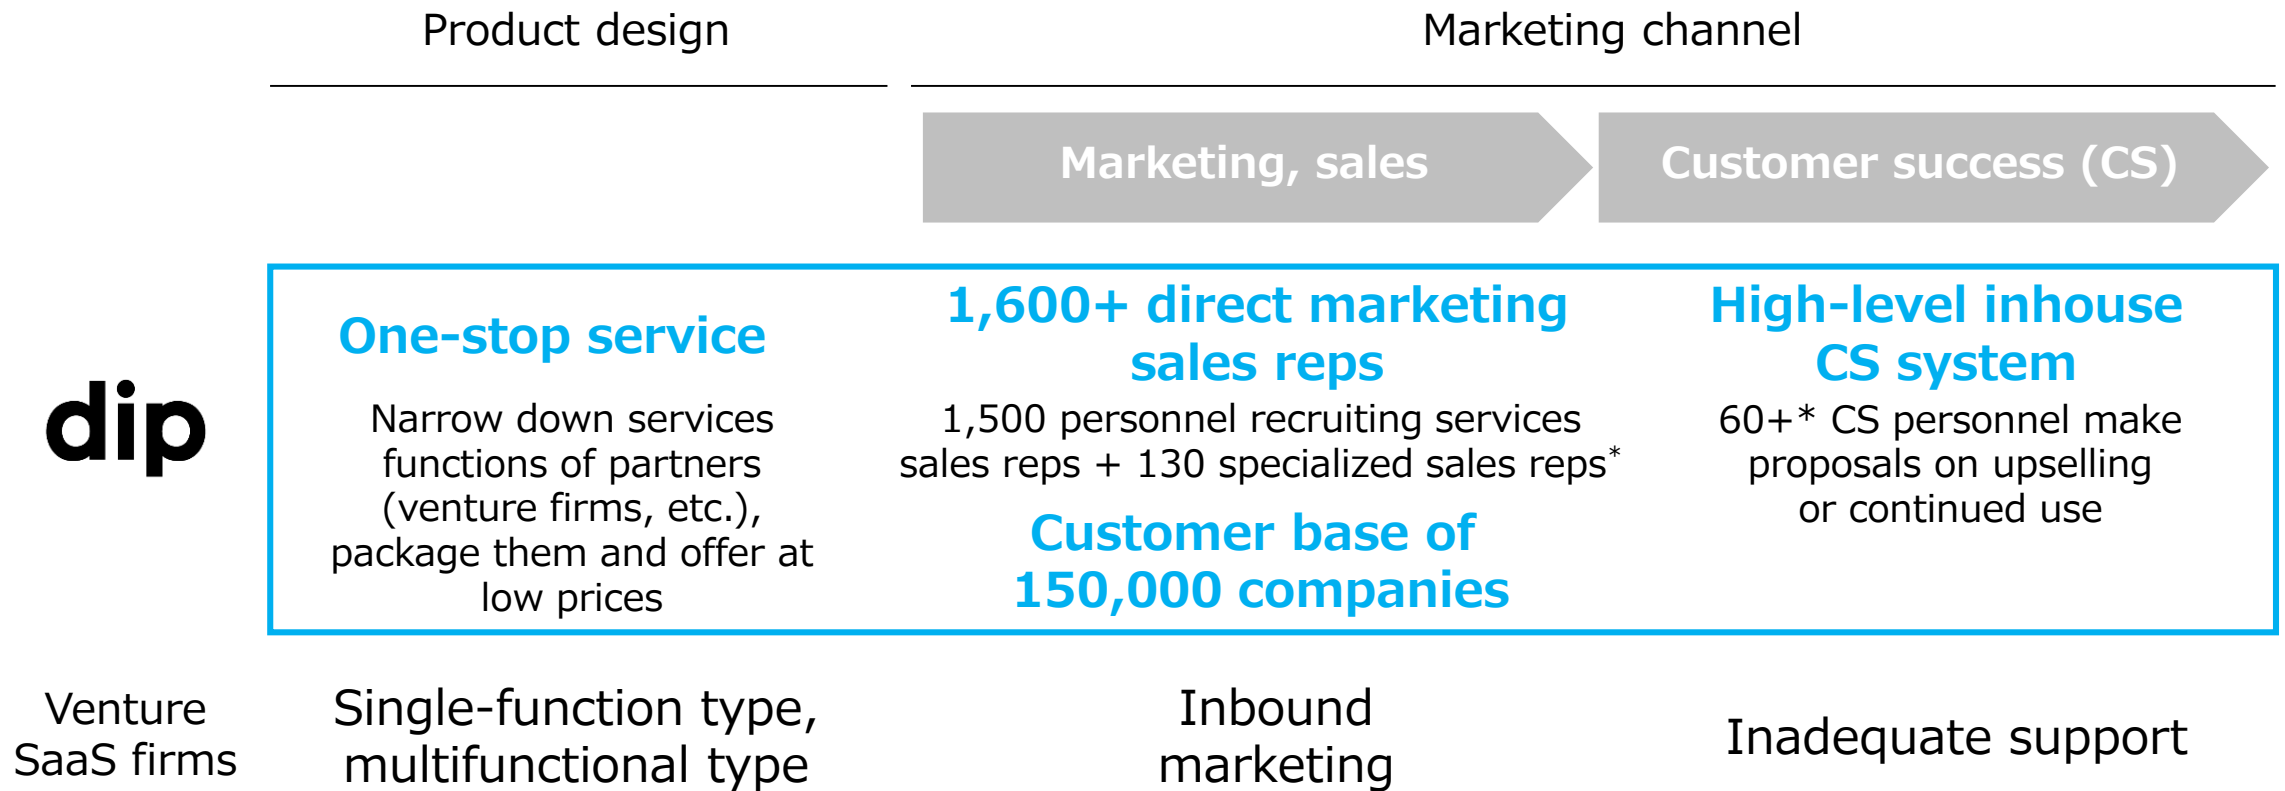 Product design
Marketing channel
Marketing, sales
Customer success (CS)
dip
One-stop service
Narrow down services
functions of partners
(venture firms, etc.),
package them and offer at
low prices
1,600+ direct marketing
sales reps
1,500 personnel recruiting services
sales reps + 130 specialized sales reps*
Customer base of
150,000 companies
High-level inhouse
CS system
60+* CS personnel make
proposals on upselling
or continued use
Venture
SaaS firms
Single-function type,
multifunctional type
Inbound
marketing
Inadequate support